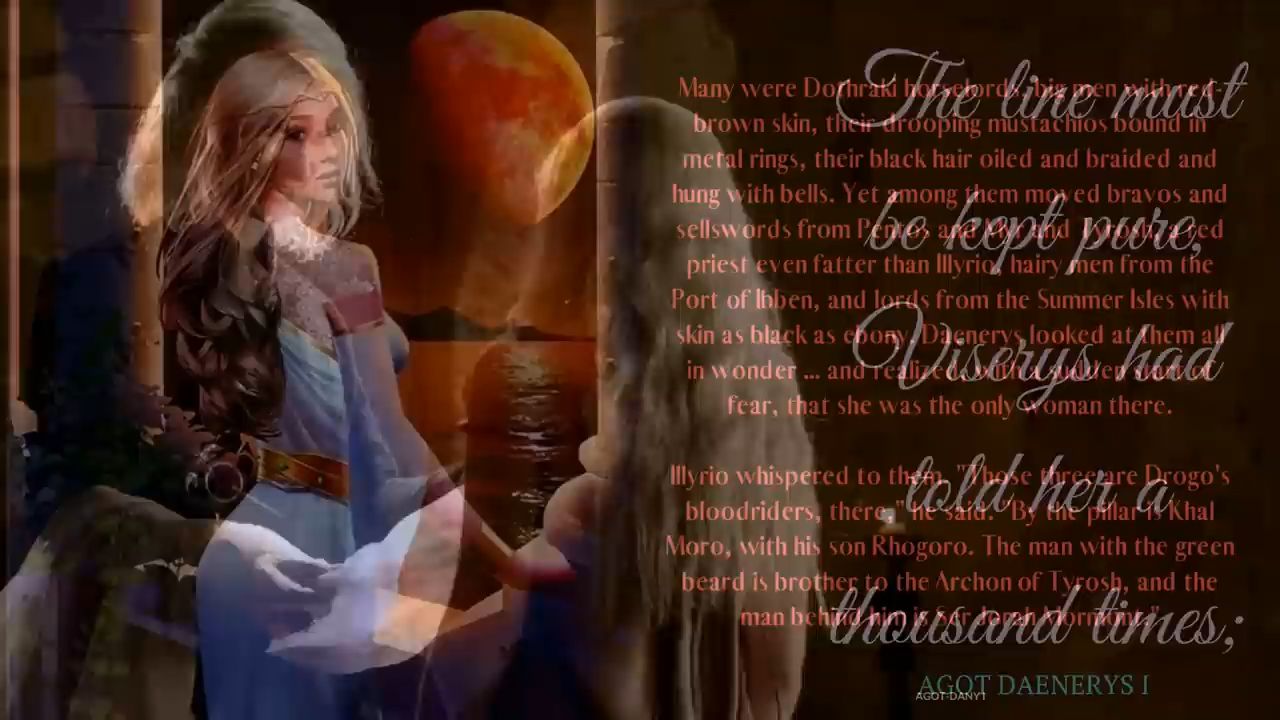 Many were Dothraki horselords, big men with red-
brown skin, their drooping mustachios bound in
metal rings, their black hair oiled and braided and
hung with bells. Yet among them moved bravos and
sellswords from Pentos and Myr and Tyrosh, a red
priest even fatter than Illyrio, hairy men from the
Port of Ibben, and lords from the Summer Isles with
skin as black as ebony. Daenerys looked at them all
in wonder ... and realized, with a sudden start of
fear, that she was the only woman there.
Illyrio whispered to them. "Those three are Drogo's
bloodriders, there," he said. "By the pillar is Khal
Moro, with his son Rhogoro. The man with the green
beard is brother to the Archon of Tyrosh, and the
man behind him is Ser Jorah Mormont."
The line must
be kept pure,
Viserys had
told her a
thousand times;
AGOT DAENERYS I
AGOT-DANY1